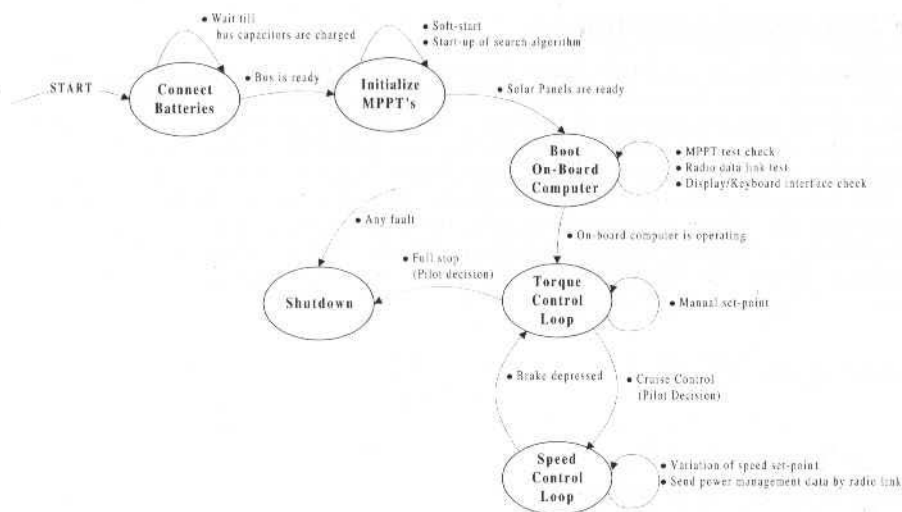 • Wait till
bus capacitors are charged
• Soft-start
• Start-up of search algorithm
START
Connect
Batteries
• Bus is ready
Initialize
MPPT's
• Solar Panels are ready
Boot
On-Board
Computer
• MPPT test check
• Radio data link test
• Display/Keyboard interface check
• Any fault
• On-board computer is operating
• Full stop
(Pilot decision)
Shutdown
Torque
Control
Loop
• Manual set-point
• Brake depressed
• Cruise Control
(Pilot Decision)
Speed
Control
Loop
• Variation of speed set-point
• Send power management data by radio link